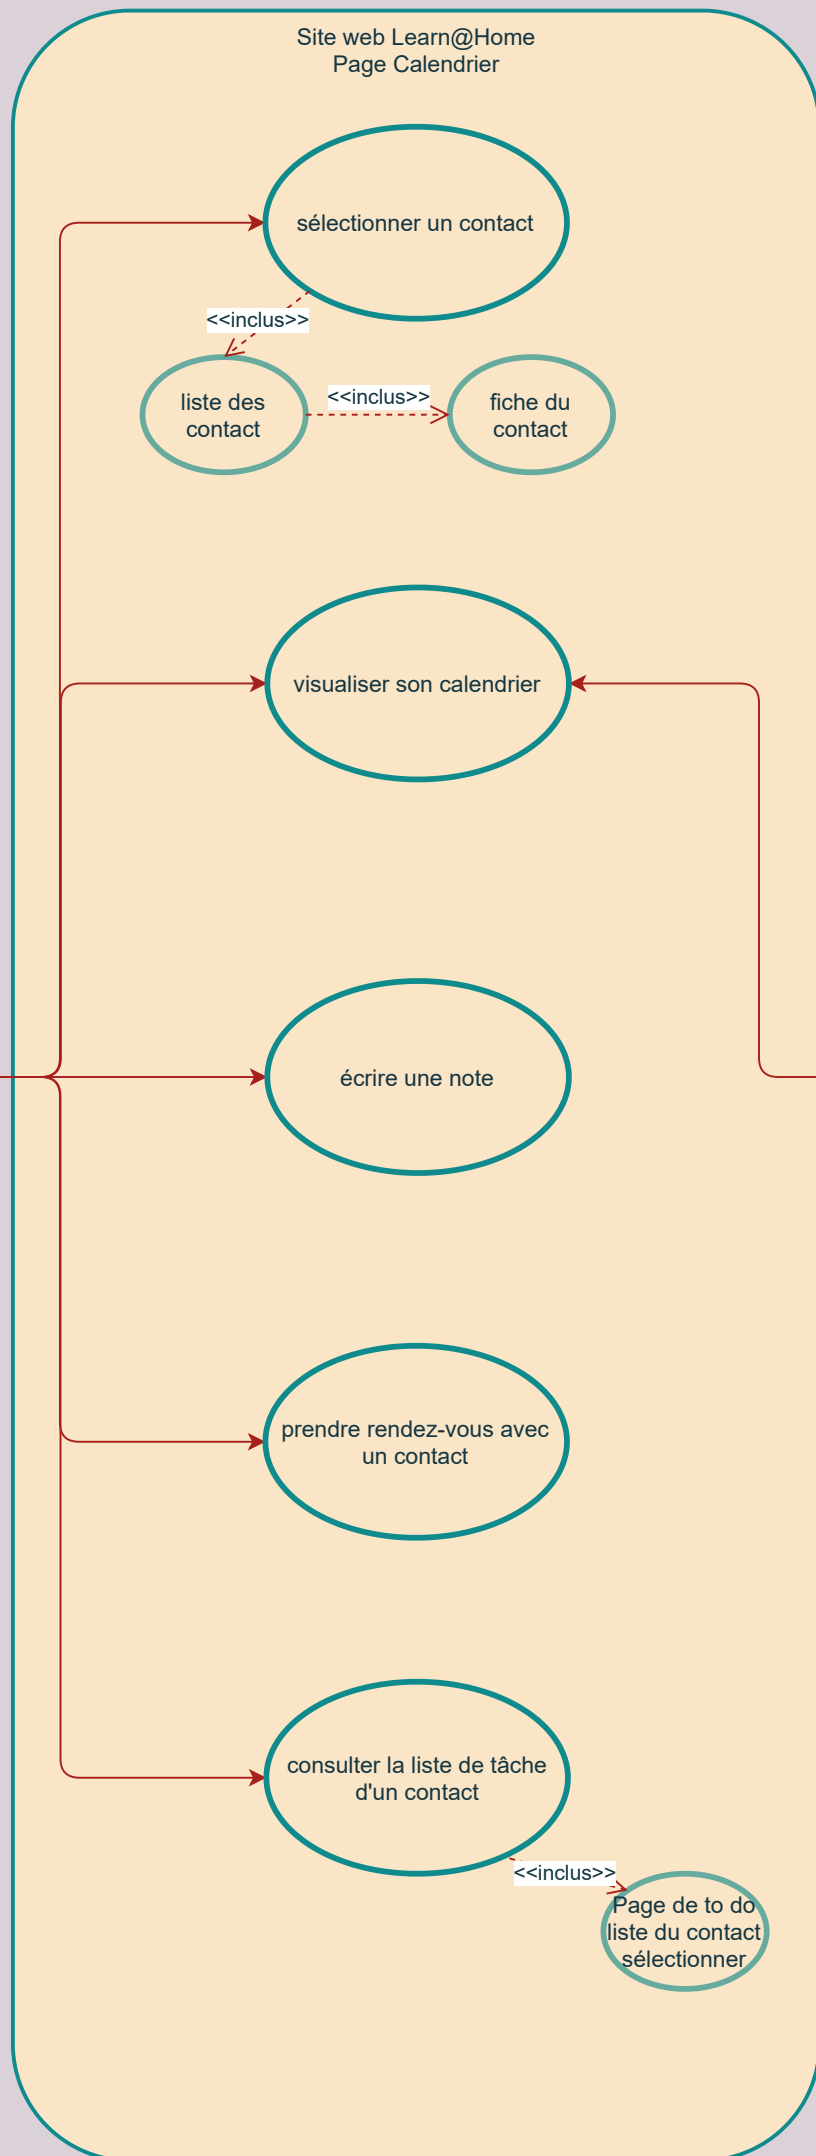 Site web Learn@Home
Page Calendrier
sélectionner un contact
<<inclus>>
liste des
contact
<<inclus>>
fiche du
contact
visualiser son calendrier
écrire une note
prendre rendez-vous avec
un contact
consulter la liste de tâche
d'un contact
<<inclus>>
Page de to do
liste du contact
sélectionner